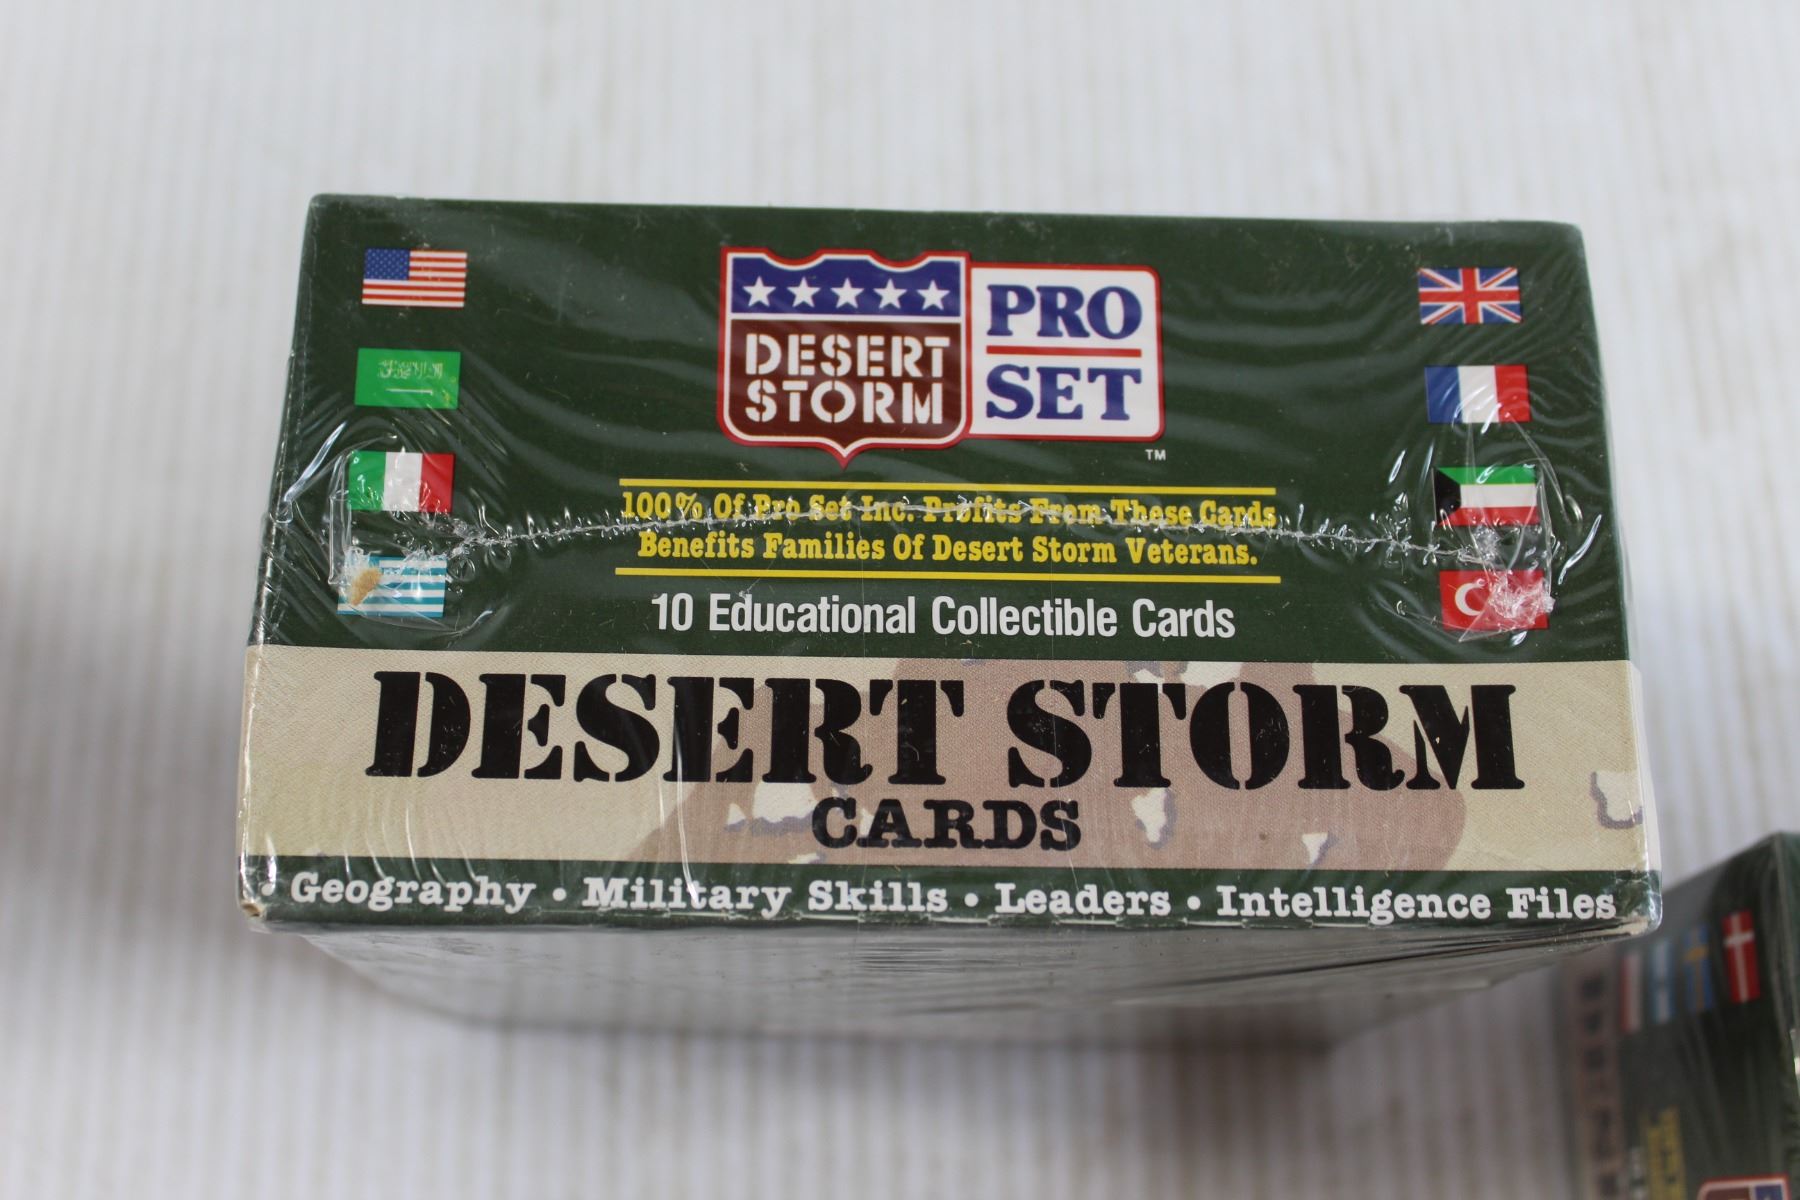 DESERT
STORM
PRO
SET
TM
100% Of Pro Set Inc. Profits From These Cards
Benefits Families Of Desert Storm Veterans.
10 Educational Collectible Cards
DESERT STORM
CARDS
• Geography • Military Skills • Leaders • Intelligence Files